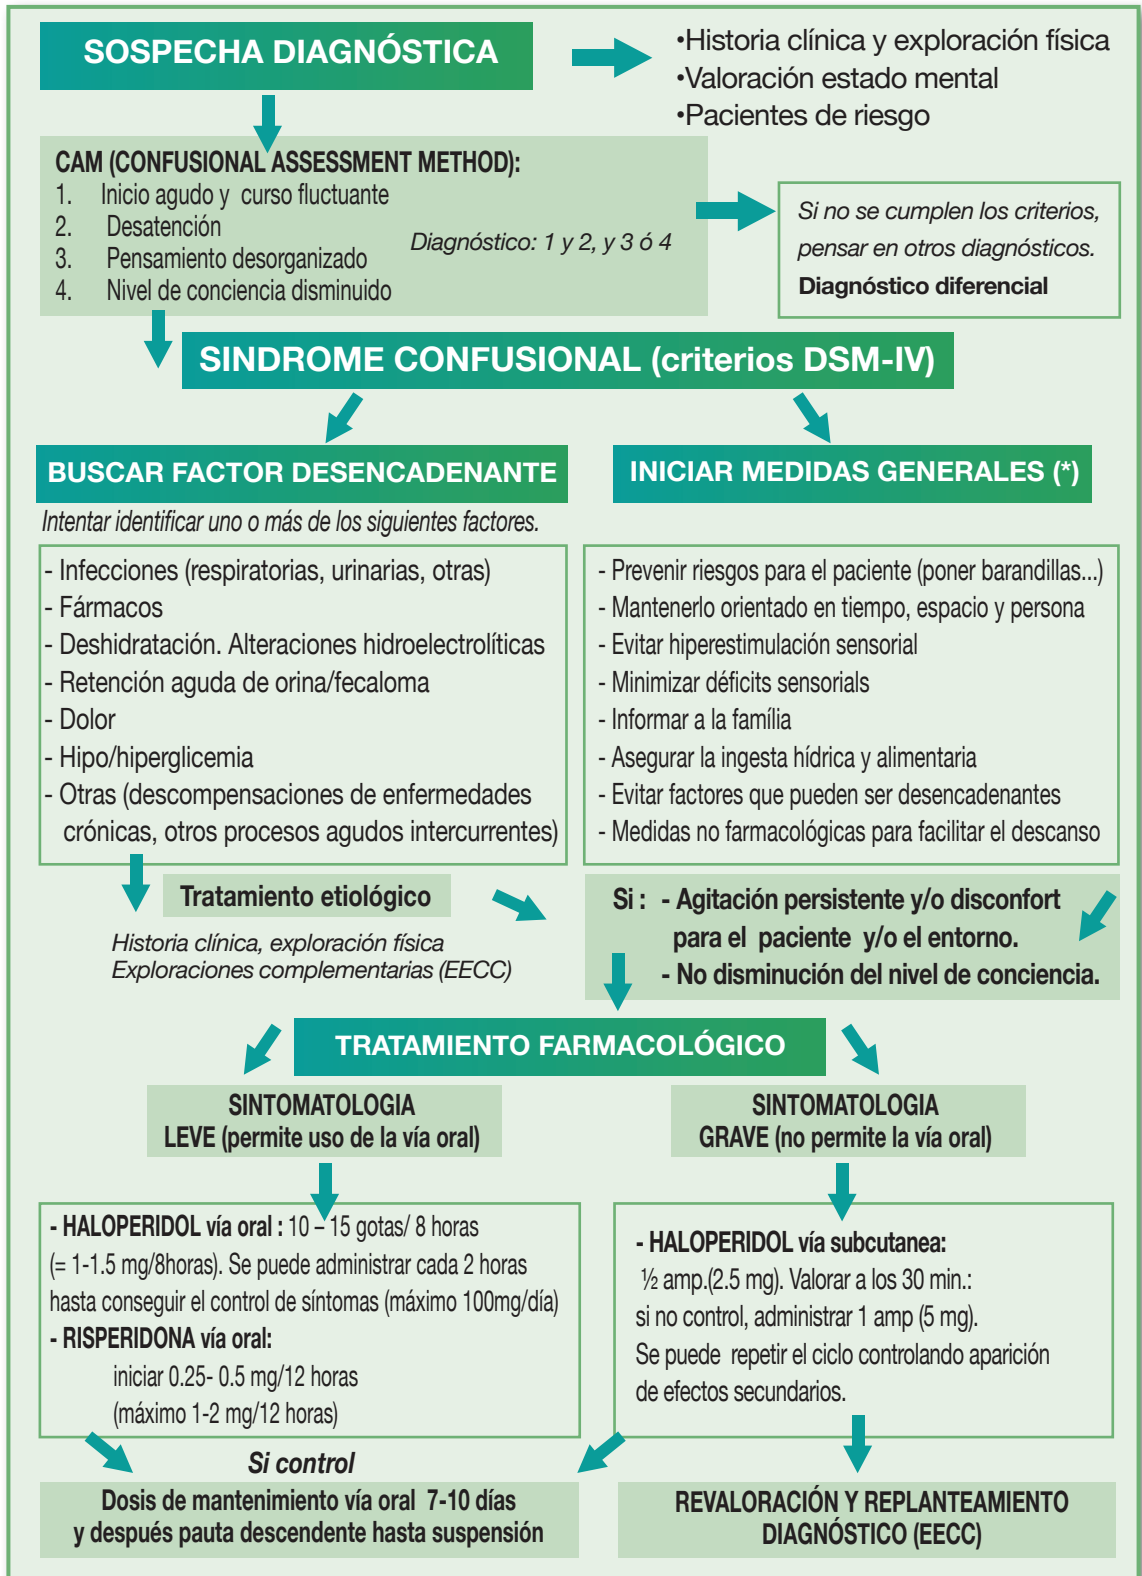 SOSPECHA DIAGNÓSTICA
•Historia clínica y exploración física
•Valoración estado mental
•Pacientes de riesgo
CAM (CONFUSIONAL ASSESSMENT METHOD):
1. Inicio agudo y curso fluctuante
2. Desatención
3. Pensamiento desorganizado
4. Nivel de conciencia disminuido
Diagnóstico: 1 y 2, y 3 ó 4
Si no se cumplen los criterios,
pensar en otros diagnósticos.
Diagnóstico diferencial
SINDROME CONFUSIONAL (criterios DSM-IV)
BUSCAR FACTOR DESENCADENANTE
Intentar identificar uno o más de los siguientes factores.
- Infecciones (respiratorias, urinarias, otras)
- Fármacos
- Deshidratación. Alteraciones hidroelectrolíticas
- Retención aguda de orina/fecaloma
- Dolor
- Hipo/hiperglicemia
- Otras (descompensaciones de enfermedades
crónicas, otros procesos agudos intercurrentes)
Tratamiento etiológico
Historia clínica, exploración física
Exploraciones complementarias (EECC)
INICIAR MEDIDAS GENERALES (*)
- Prevenir riesgos para el paciente (poner barandillas...)
- Mantenerlo orientado en tiempo, espacio y persona
- Evitar hiperestimulación sensorial
- Minimizar déficits sensorials
- Informar a la família
- Asegurar la ingesta hídrica y alimentaria
- Evitar factores que pueden ser desencadenantes
- Medidas no farmacológicas para facilitar el descanso
Si : - Agitación persistente y/o disconfort
para el paciente y/o el entorno.
- No disminución del nivel de conciencia.
TRATAMIENTO FARMACOLÓGICO
SINTOMATOLOGIA
LEVE (permite uso de la vía oral)
- HALOPERIDOL vía oral : 10 – 15 gotas/ 8 horas
(= 1-1.5 mg/8horas). Se puede administrar cada 2 horas
hasta conseguir el control de síntomas (máximo 100mg/día)
- RISPERIDONA vía oral:
iniciar 0.25- 0.5 mg/12 horas
(máximo 1-2 mg/12 horas)
SINTOMATOLOGIA
GRAVE (no permite la vía oral)
- HALOPERIDOL vía subcutanea:
½ amp.(2.5 mg). Valorar a los 30 min.:
si no control, administrar 1 amp (5 mg).
Se puede repetir el ciclo controlando aparición
de efectos secundarios.
Si control
Dosis de mantenimiento vía oral 7-10 días
y después pauta descendente hasta suspensión
REVALORACIÓN Y REPLANTEAMIENTO
DIAGNÓSTICO (EECC)